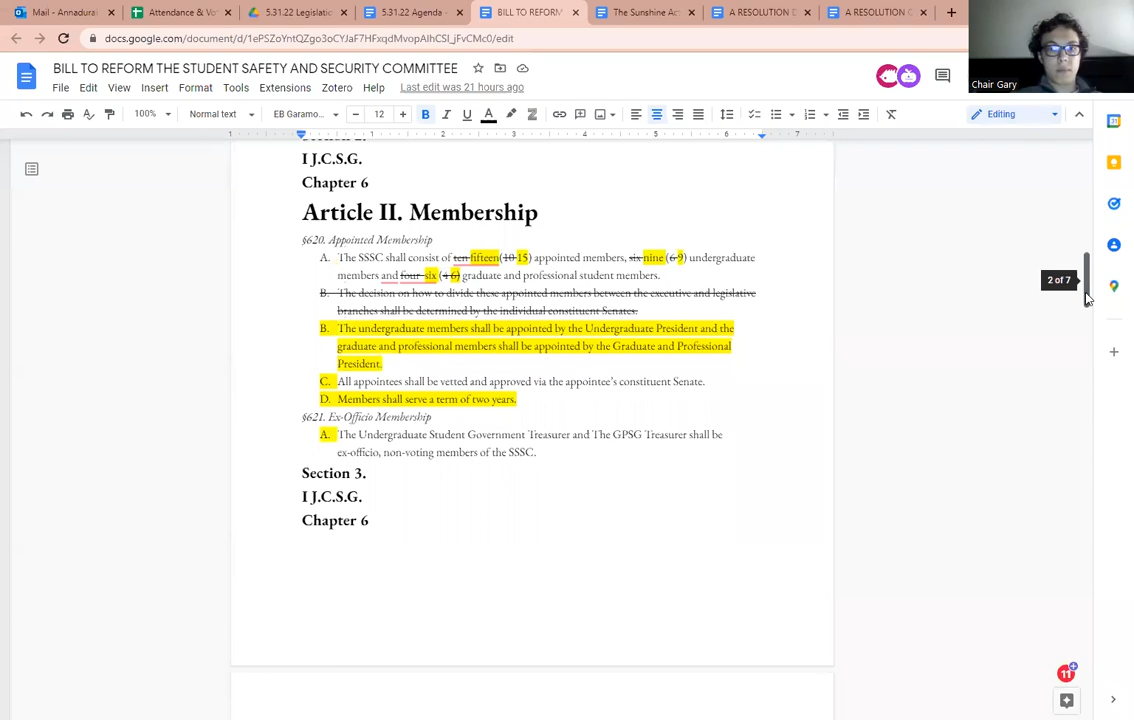 Mail - Annadurai
Attendance & Vo
5.31.22 Legislatio
5.31.22 Agenda
BILL TO REFORM
The Sunshine Ac
A RESOLUTION D
A RESOLUTION C
docs.google.com/document/d/1ePSZoYntQZgo3oCYJaF7HFxqdMvopAIhCSI_jFvCMc0/edit
Chair Gary
BILL TO REFORM THE STUDENT SAFETY AND SECURITY COMMITTEE
File Edit View Insert Format Tools Extensions Zotero Help Last edit was 21 hours ago
100% Normal text EB Garamo... 12 B I U A Editing
1 1 2 3 4 5 6 7
I J.C.S.G.
Chapter 6
Article II. Membership
§620. Appointed Membership
A. The SSSC shall consist of ten fifteen(10 15) appointed members, six nine (6 9) undergraduate
members and four six (4 6) graduate and professional student members.
B. The decision on how to divide these appointed members between the executive and legislative
branches shall be determined by the individual constituent Senates.
B. The undergraduate members shall be appointed by the Undergraduate President and the
graduate and professional members shall be appointed by the Graduate and Professional
President.
C. All appointees shall be vetted and approved via the appointee's constituent Senate.
D. Members shall serve a term of two years.
§621. Ex-Officio Membership
A. The Undergraduate Student Government Treasurer and The GPSG Treasurer shall be
ex-officio, non-voting members of the SSSC.
Section 3.
I J.C.S.G.
Chapter 6
2 of 7
11